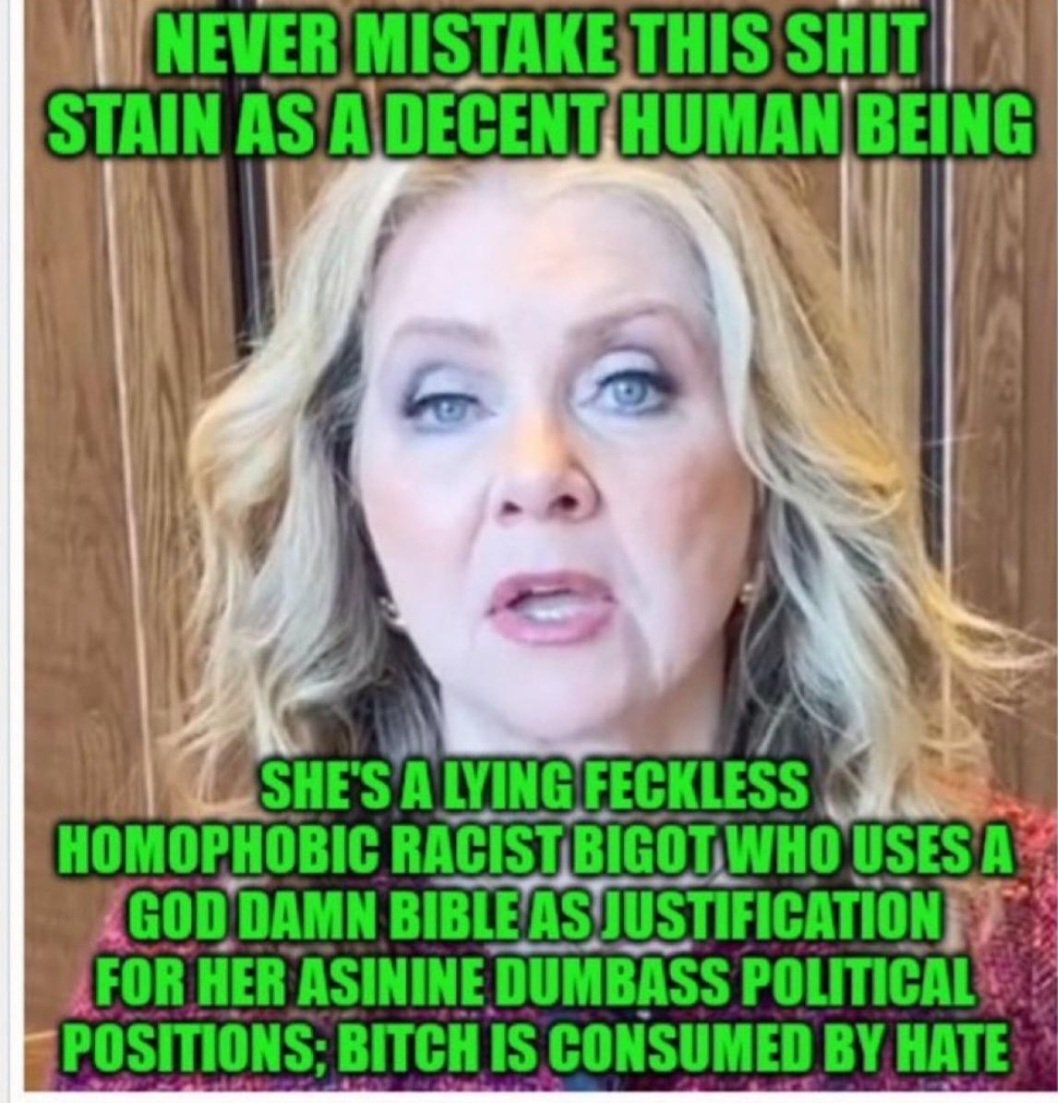 NEVER MISTAKE THIS SHIT
STAIN AS A DECENT HUMAN BEING
SHE'S A LYING FECKLESS
HOMOPHOBIC RACIST BIGOT WHO USES A
GOD DAMN BIBLE AS JUSTIFICATION
FOR HER ASININE DUMBASS POLITICAL
POSITIONS; BITCH IS CONSUMED BY HATE